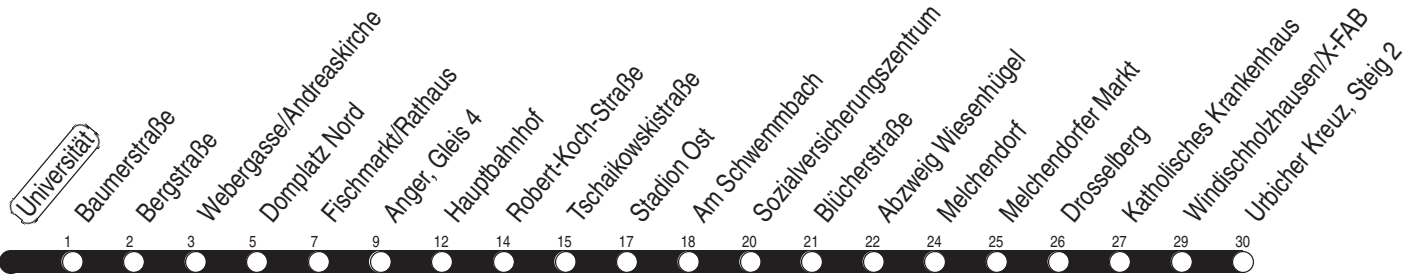 Universität
Baumerstraße
Bergstraße
Webergasse/Andreaskirche
Domplatz Nord
Fischmarkt/Rathaus
Anger, Gleis 4
Hauptbahnhof
Robert-Koch-Straße
Tschaikowskistraße
Stadion Ost
Am Schwemmbach
Sozialversicherungszentrum
Blücherstraße
Abzweig Wiesenhügel
Melchendorf
Melchendorfer Markt
Drosselberg
Katholisches Krankenhaus
Windischholzhausen/X-FAB
Urbicher Kreuz, Steig 2
1 2 3 5 7 9 12 14 15 17 18 20 21 22 24 25 26 27 29 30